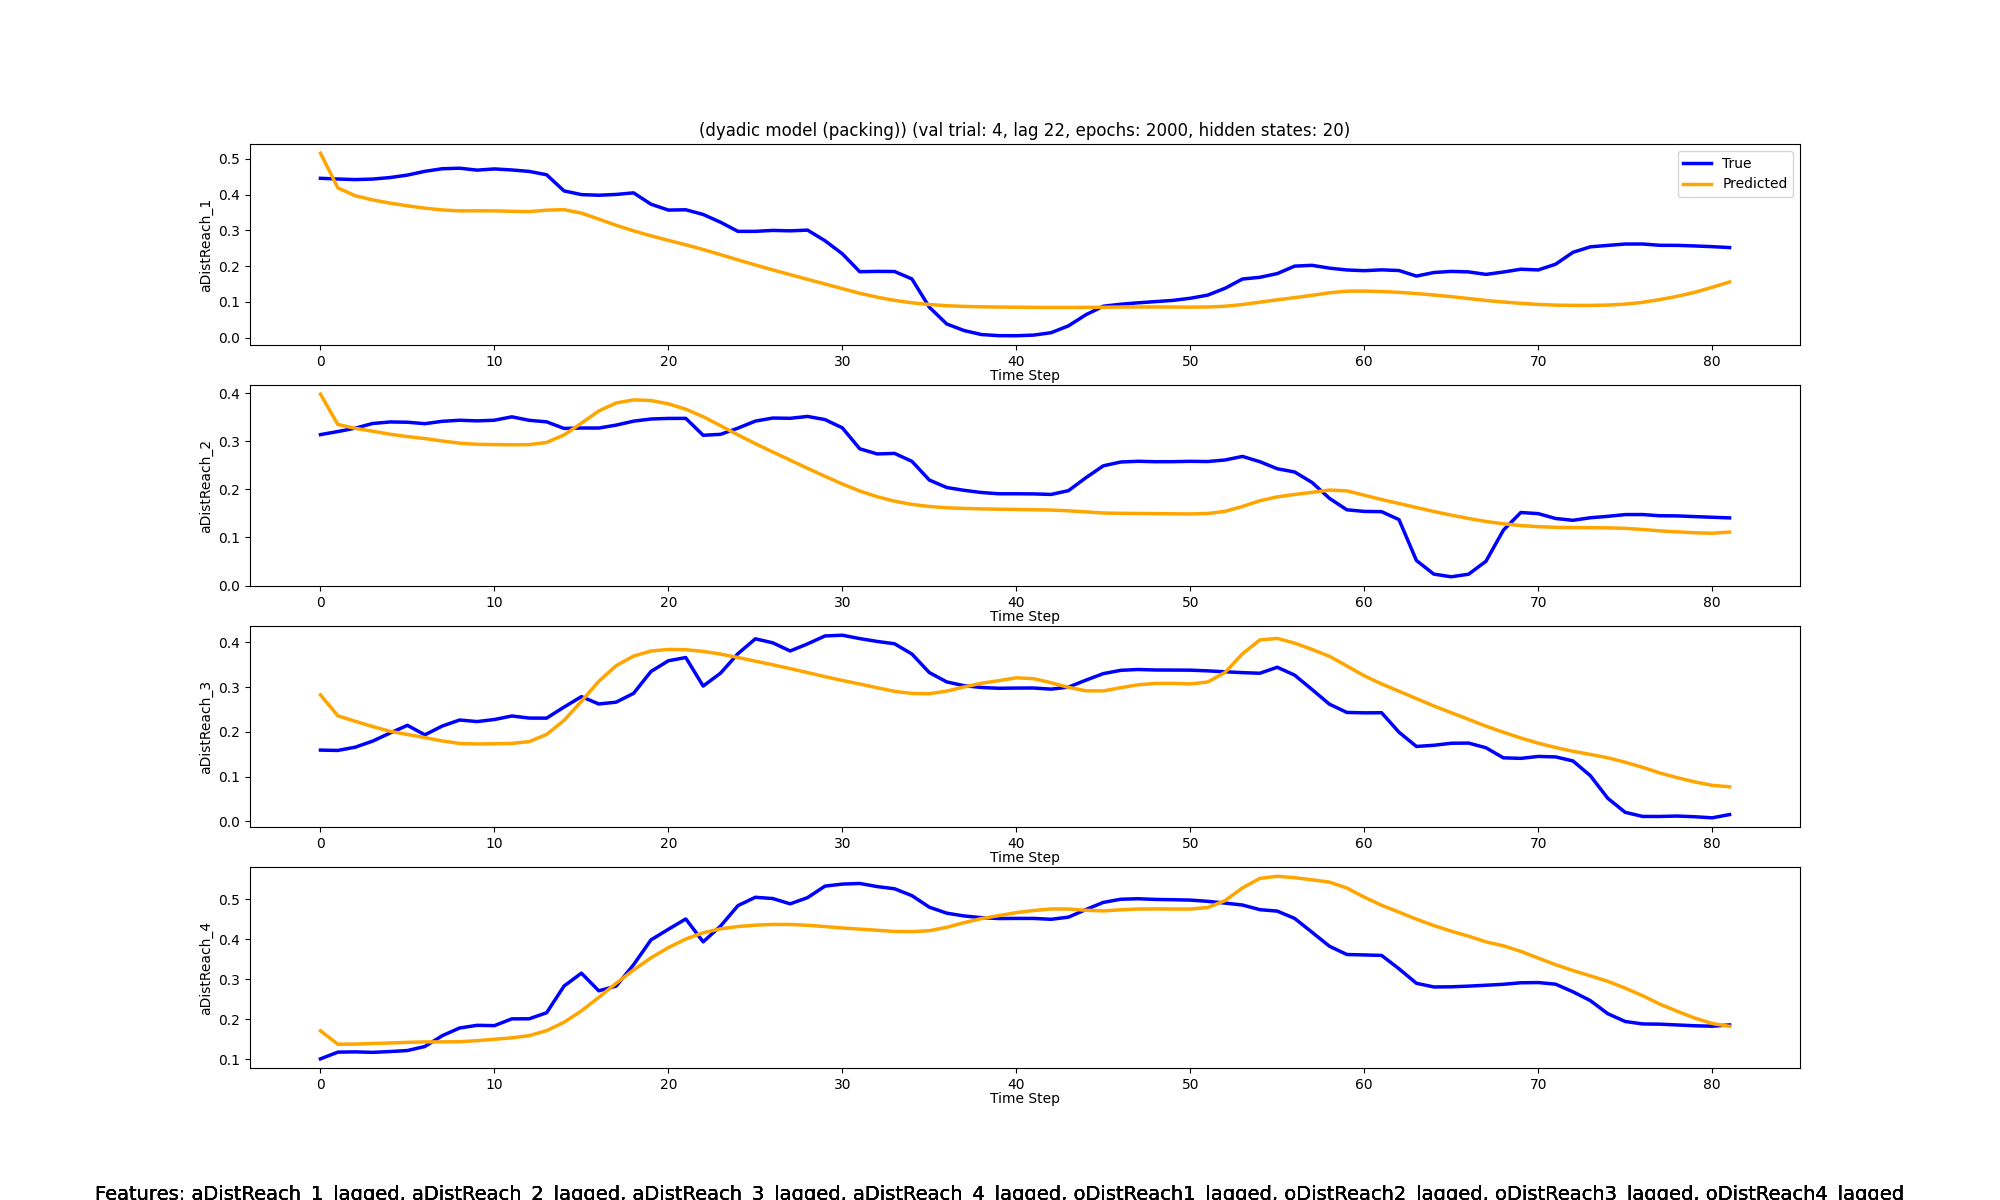 (dyadic model (packing)) (val trial: 4, lag 22, epochs: 2000, hidden states: 20)
True
Predicted
aDistReach_1
0.5
0.4
0.3
0.2
0.1
0.0
0 10 20 30 40 50 60 70 80
Time Step
aDistReach_2
0.4
0.3
0.2
0.1
0.0
0 10 20 30 40 50 60 70 80
Time Step
aDistReach_3
0.4
0.3
0.2
0.1
0.0
0 10 20 30 40 50 60 70 80
Time Step
aDistReach_4
0.5
0.4
0.3
0.2
0.1
0 10 20 30 40 50 60 70 80
Time Step
Features: aDistReach_1_lagged, aDistReach_2_lagged, aDistReach_3_lagged, aDistReach_4_lagged, oDistReach1_lagged, oDistReach2_lagged, oDistReach3_lagged, oDistReach4_lagged